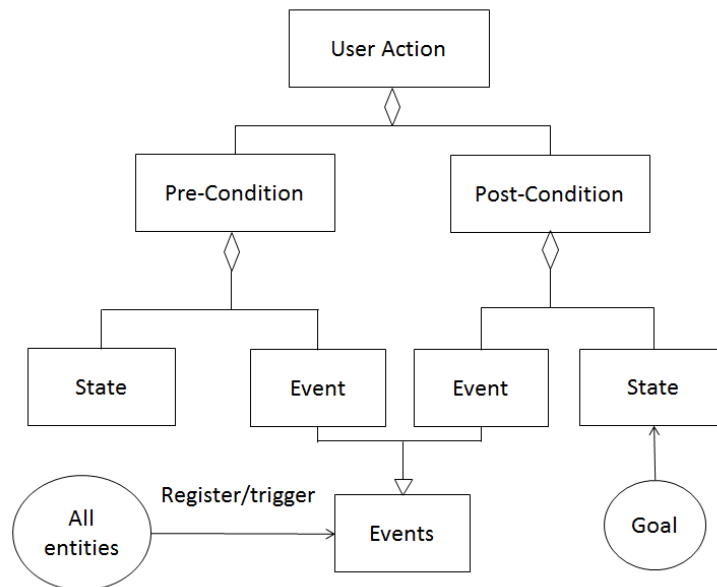 User Action
Pre-Condition
Post-Condition
State
Event
Event
State
Register/trigger
All
entities
Events
Goal